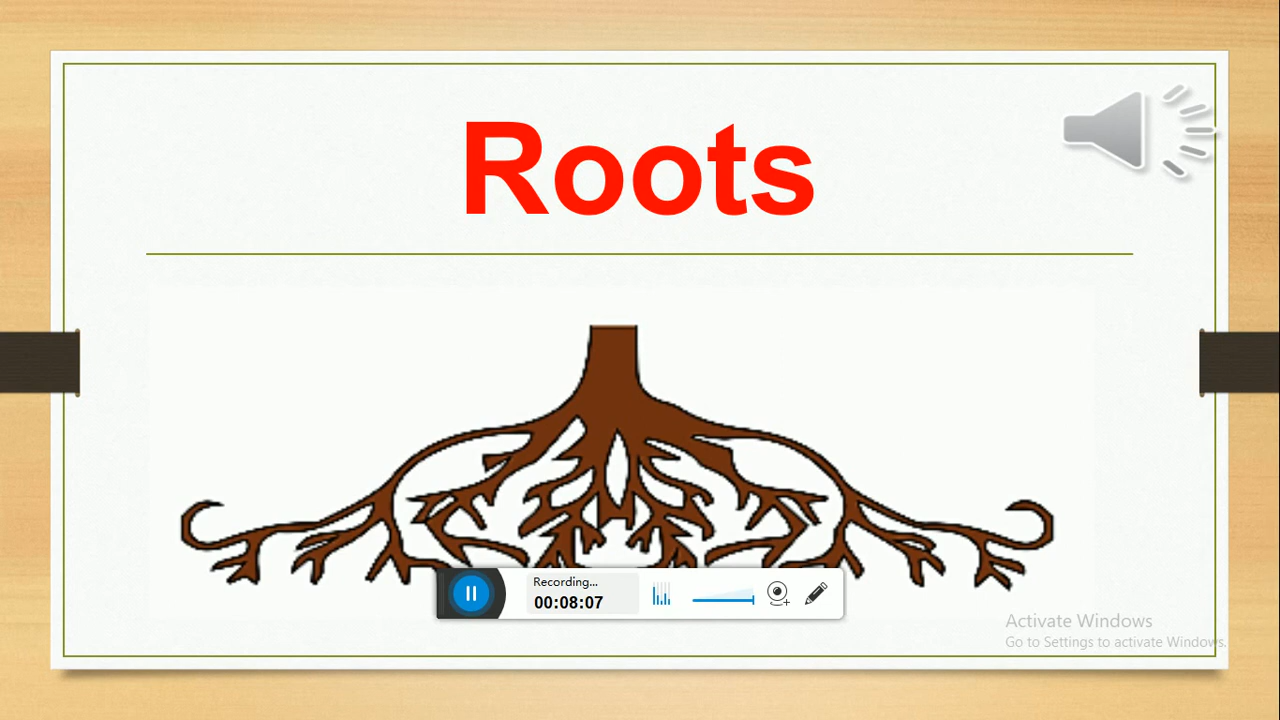 Roots
Recording...
00:08:07
Activate Windows
Go to Settings to activate Windows.